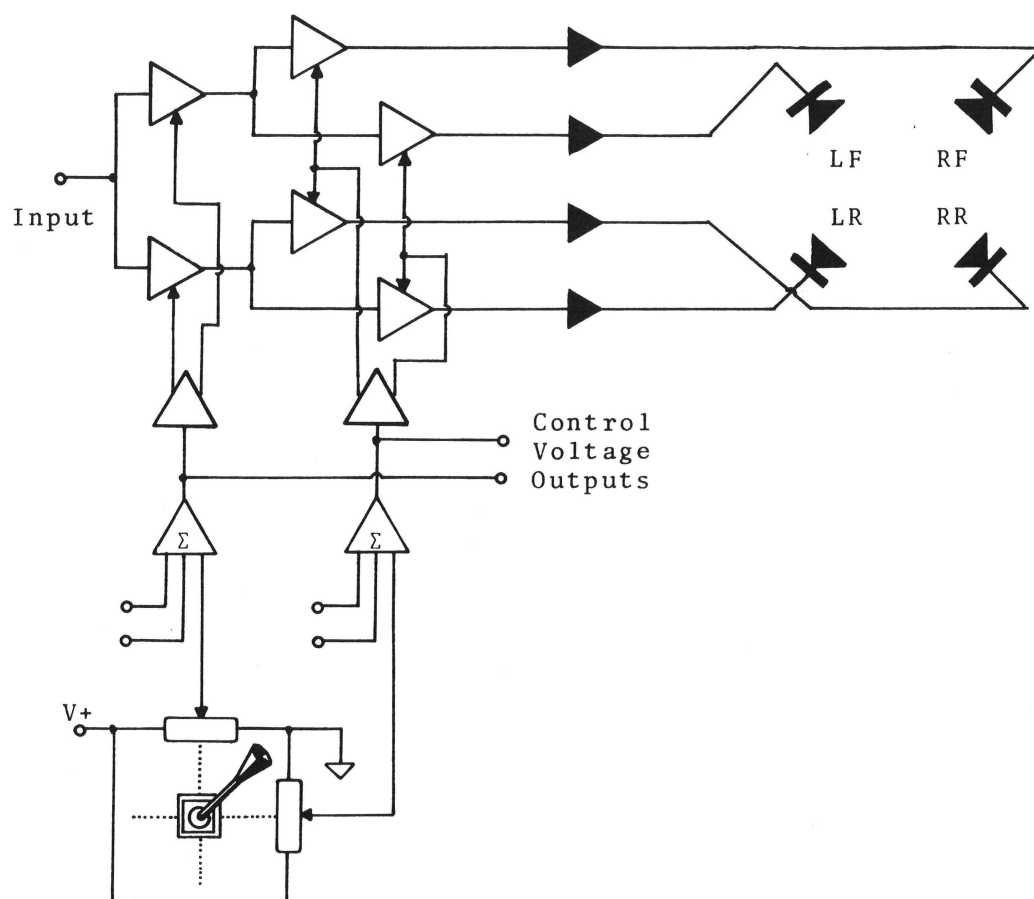 LF RF
Input
LR RR
Control
Voltage
Outputs
Σ Σ
V+